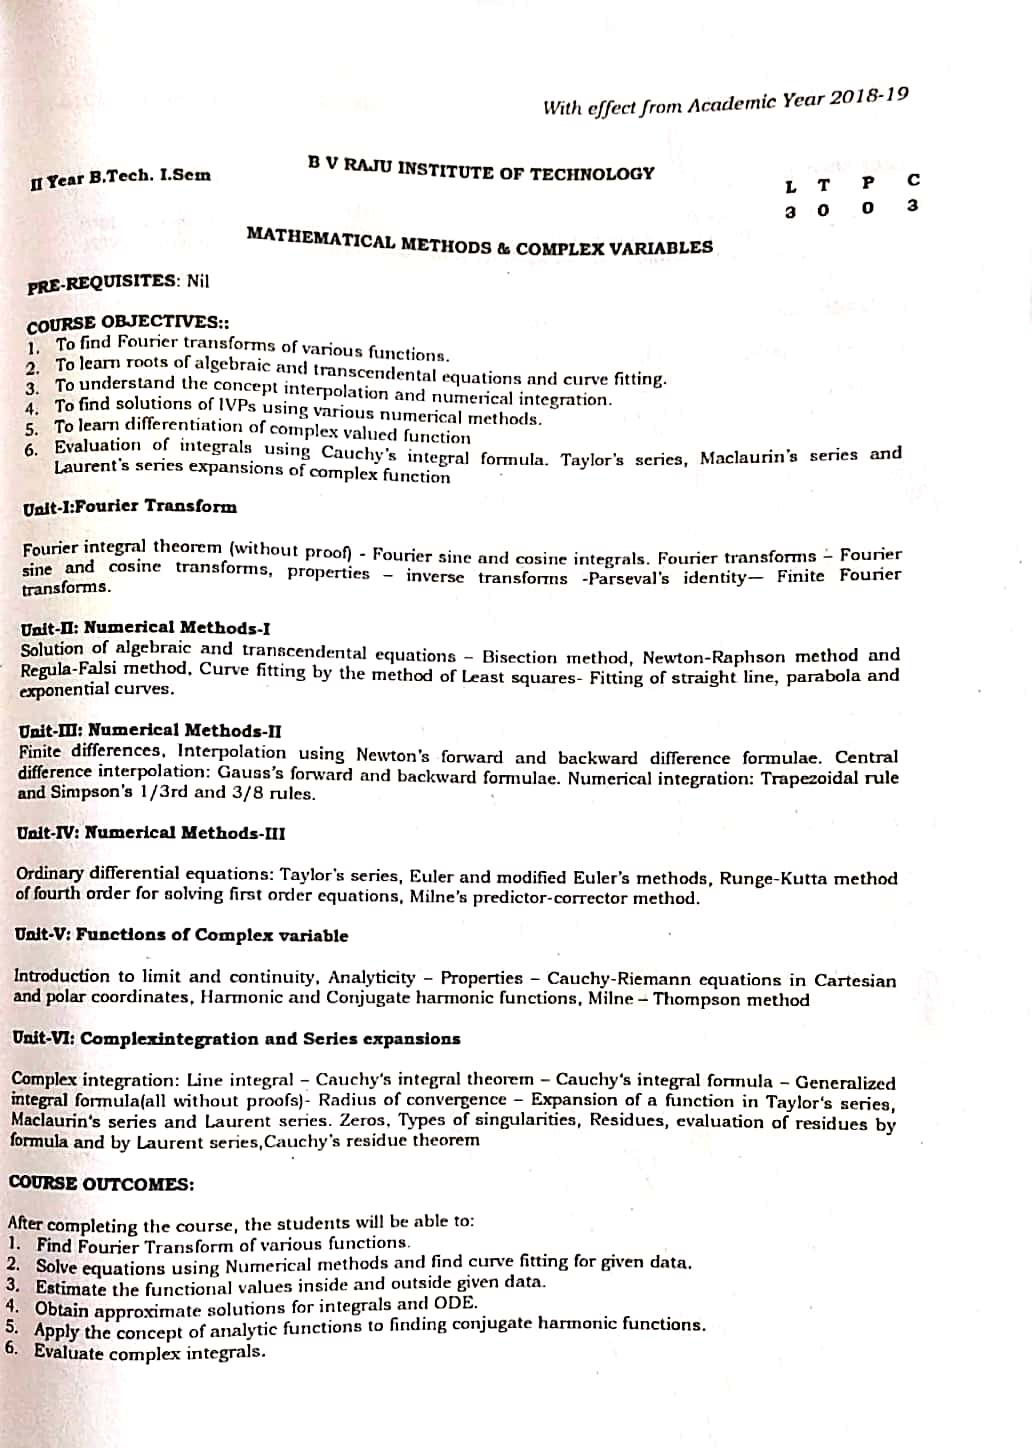 With effect from Academic Year 2018-19
B V RAJU INSTITUTE OF TECHNOLOGY
II Year B.Tech. I.Sem
L T P C
3 0 0 3
MATHEMATICAL METHODS & COMPLEX VARIABLES
PRE-REQUISITES: Nil
COURSE OBJECTIVES::
1. To find Fourier transforms of various functions.
2. To learn roots of algebraic and transcendental equations and curve fitting.
3. To understand the concept interpolation and numerical integration.
4. To find solutions of IVPs using various numerical methods.
5. To learn differentiation of complex valued function
6. Evaluation of integrals using Cauchy's integral formula. Taylor's series, Maclaurin's series and
Laurent's series expansions of complex function
Unit-I:Fourier Transform
Fourier integral theorem (without proof) - Fourier sine and cosine integrals. Fourier transforms – Fourier
sine and cosine transforms, properties – inverse transforms -Parseval's identity— Finite Fourier
transforms.
Unit-II: Numerical Methods-I
Solution of algebraic and transcendental equations – Bisection method, Newton-Raphson method and
Regula-Falsi method, Curve fitting by the method of Least squares- Fitting of straight line, parabola and
exponential curves.
Unit-III: Numerical Methods-II
Finite differences, Interpolation using Newton's forward and backward difference formulae. Central
difference interpolation: Gauss's forward and backward formulae. Numerical integration: Trapezoidal rule
and Simpson's 1/3rd and 3/8 rules.
Unit-IV: Numerical Methods-III
Ordinary differential equations: Taylor's series, Euler and modified Euler's methods, Runge-Kutta method
of fourth order for solving first order equations, Milne's predictor-corrector method.
Unit-V: Functions of Complex variable
Introduction to limit and continuity, Analyticity – Properties – Cauchy-Riemann equations in Cartesian
and polar coordinates, Harmonic and Conjugate harmonic functions, Milne – Thompson method
Unit-VI: Complexintegration and Series expansions
Complex integration: Line integral – Cauchy's integral theorem – Cauchy's integral formula – Generalized
integral formula(all without proofs)- Radius of convergence – Expansion of a function in Taylor's series,
Maclaurin's series and Laurent series. Zeros, Types of singularities, Residues, evaluation of residues by
formula and by Laurent series,Cauchy's residue theorem
COURSE OUTCOMES:
After completing the course, the students will be able to:
1. Find Fourier Transform of various functions.
2. Solve equations using Numerical methods and find curve fitting for given data.
3. Estimate the functional values inside and outside given data.
4. Obtain approximate solutions for integrals and ODE.
5. Apply the concept of analytic functions to finding conjugate harmonic functions.
6. Evaluate complex integrals.